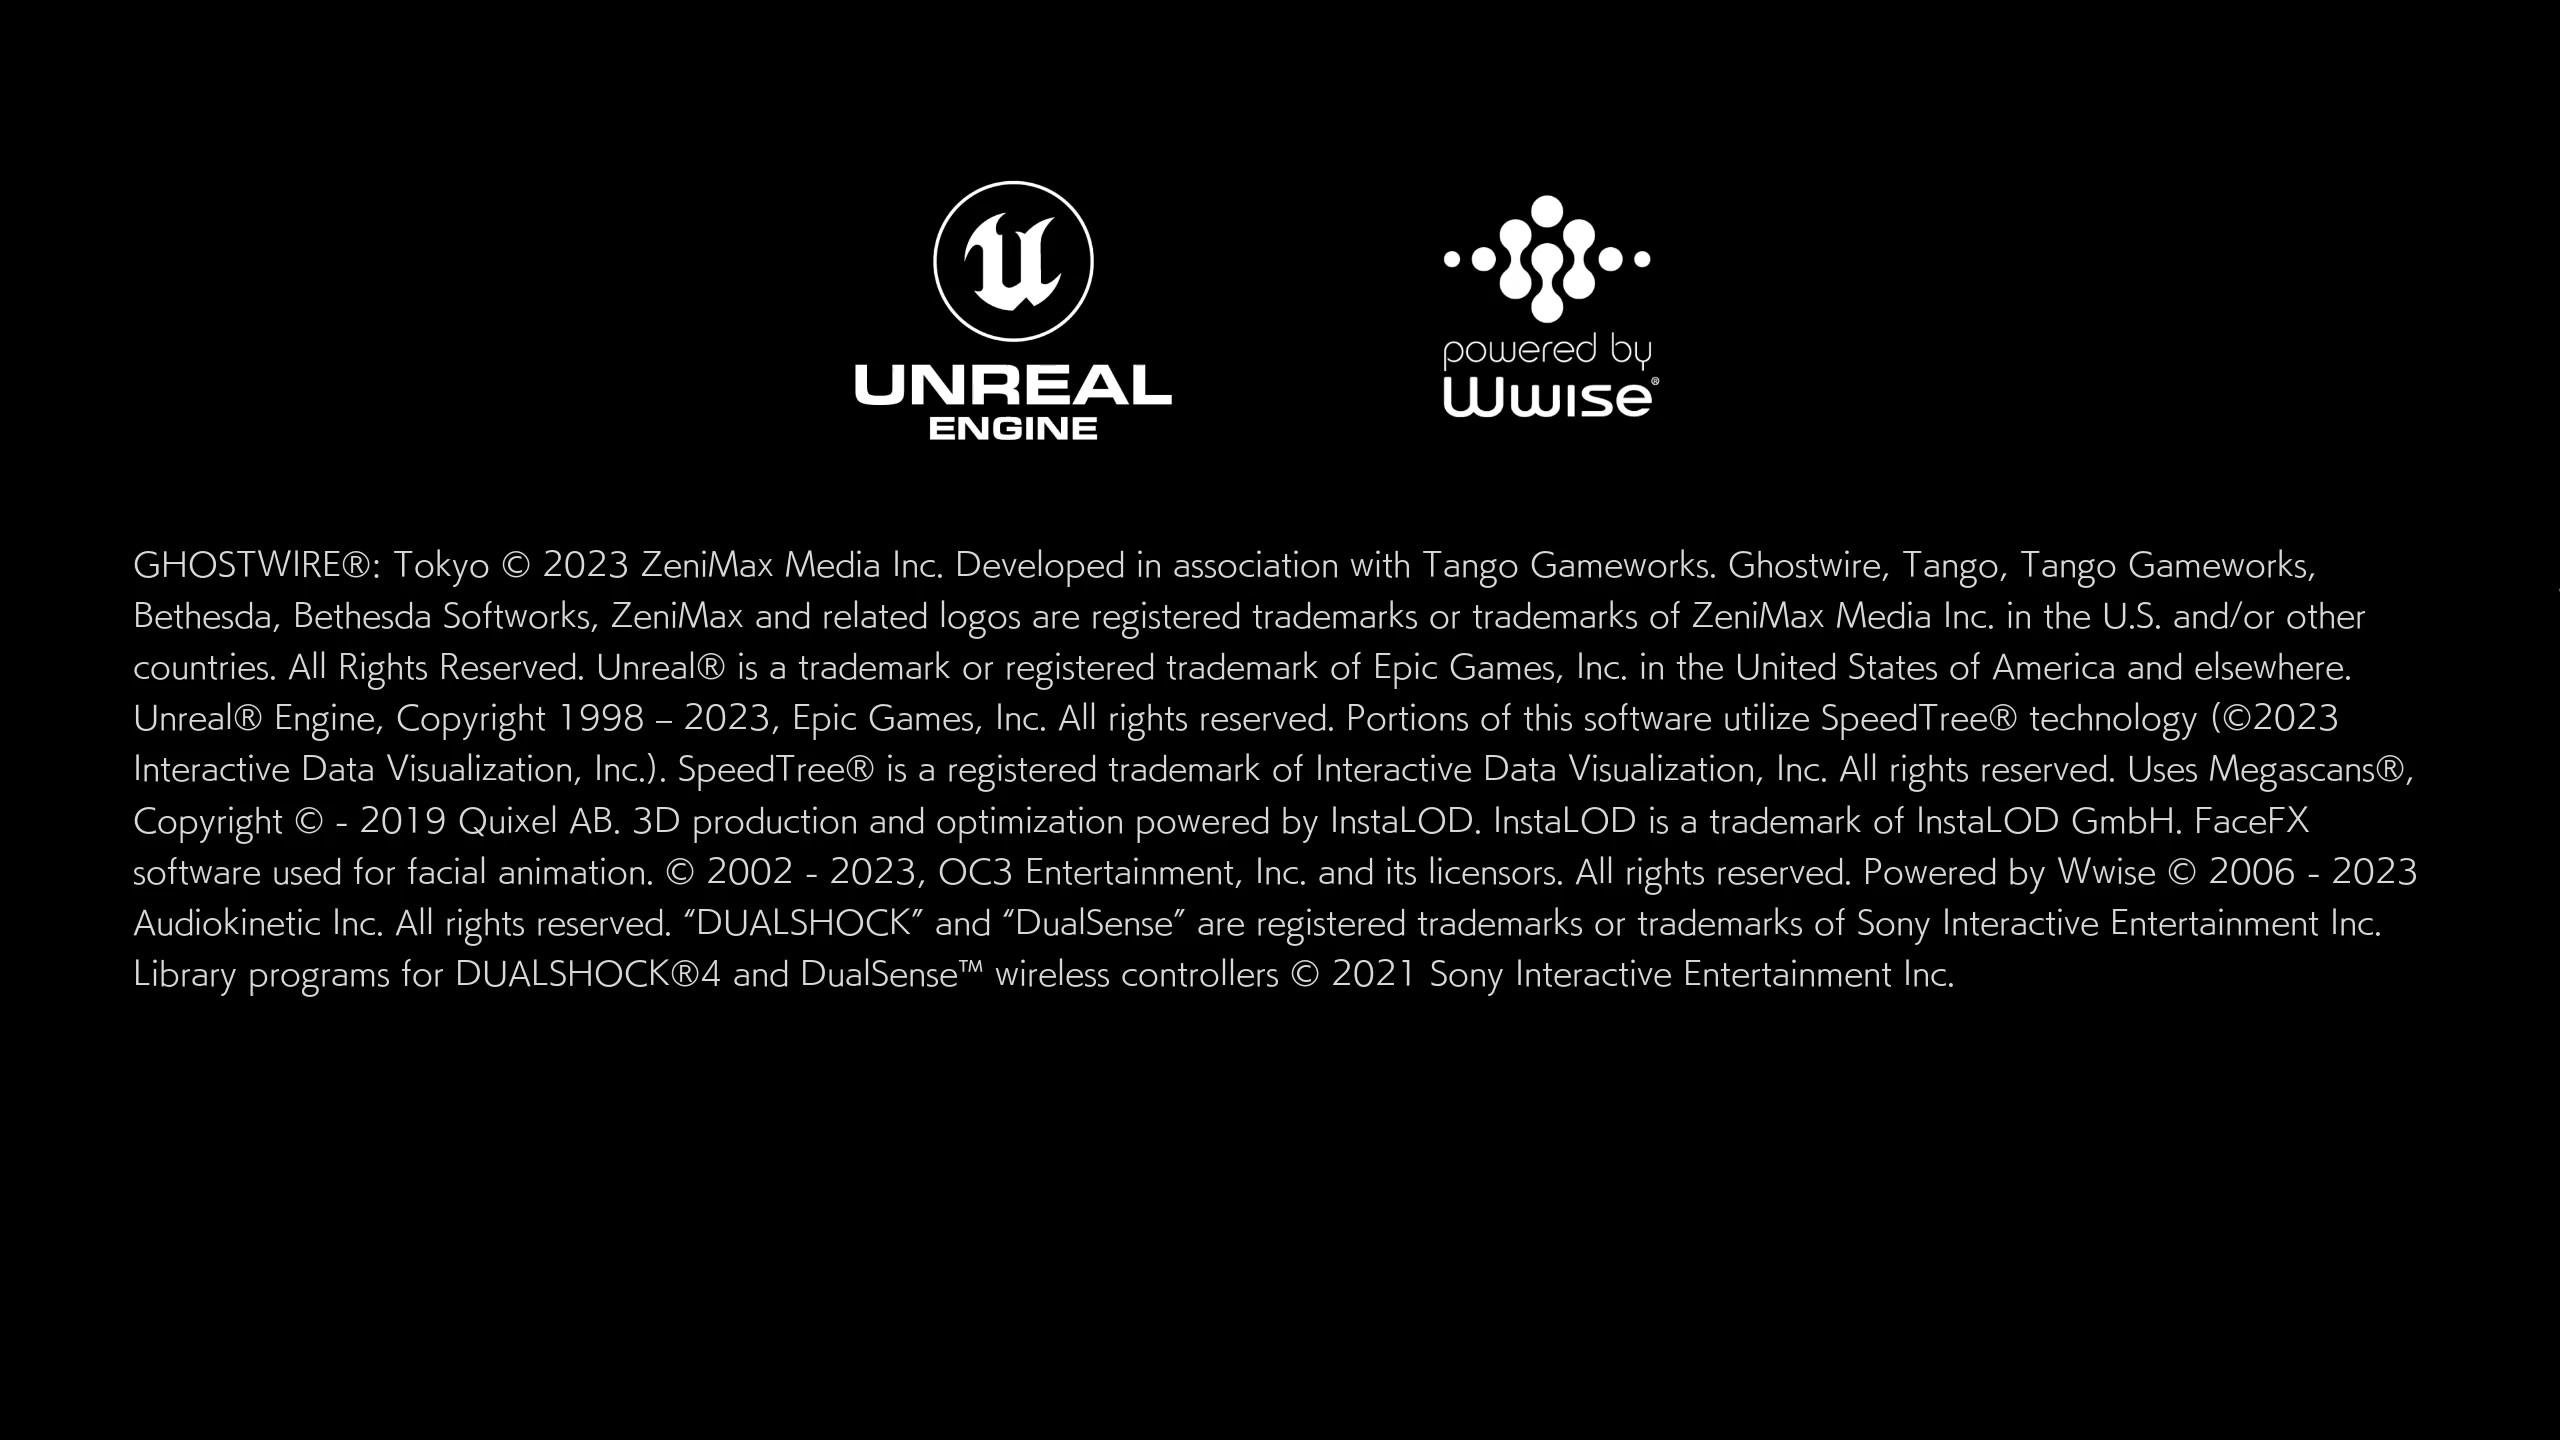 UNREAL
ENGINE
powered by
Wwise®
GHOSTWIRE®: Tokyo © 2023 ZeniMax Media Inc. Developed in association with Tango Gameworks. Ghostwire, Tango, Tango Gameworks,
Bethesda, Bethesda Softworks, ZeniMax and related logos are registered trademarks or trademarks of ZeniMax Media Inc. in the U.S. and/or other
countries. All Rights Reserved. Unreal® is a trademark or registered trademark of Epic Games, Inc. in the United States of America and elsewhere.
Unreal® Engine, Copyright 1998 – 2023, Epic Games, Inc. All rights reserved. Portions of this software utilize SpeedTree® technology (©2023
Interactive Data Visualization, Inc.). SpeedTree® is a registered trademark of Interactive Data Visualization, Inc. All rights reserved. Uses Megascans®,
Copyright © - 2019 Quixel AB. 3D production and optimization powered by InstaLOD. InstaLOD is a trademark of InstaLOD GmbH. FaceFX
software used for facial animation. © 2002 - 2023, OC3 Entertainment, Inc. and its licensors. All rights reserved. Powered by Wwise © 2006 - 2023
Audiokinetic Inc. All rights reserved. “DUALSHOCK” and “DualSense” are registered trademarks or trademarks of Sony Interactive Entertainment Inc.
Library programs for DUALSHOCK®4 and DualSense™ wireless controllers © 2021 Sony Interactive Entertainment Inc.